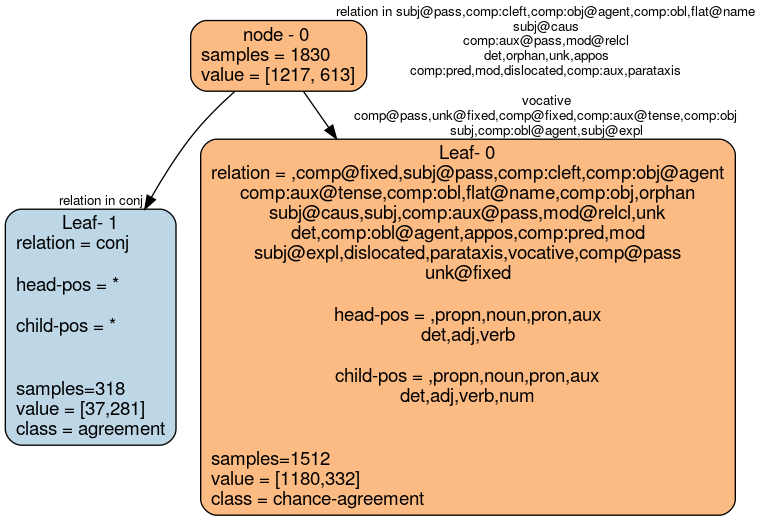 relation in subj@pass,comp:cleft,comp:obj@agent,comp:obl,flat@name
subj@caus
comp:aux@pass,mod@relcl
det,orphan,unk,appos
comp:pred,mod,dislocated,comp:aux,parataxis
vocative
comp@pass,unk@fixed,comp@fixed,comp:aux@tense,comp:obj
subj,comp:obl@agent,subj@expl
node - 0
samples = 1830
value = [1217, 613]
relation in conj
Leaf- 1
relation = conj
head-pos = *
child-pos = *
samples=318
value = [37,281]
class = agreement
Leaf- 0
relation = ,comp@fixed,subj@pass,comp:cleft,comp:obj@agent
comp:aux@tense,comp:obl,flat@name,comp:obj,orphan
subj@caus,subj,comp:aux@pass,mod@relcl,unk
det,comp:obl@agent,appos,comp:pred,mod
subj@expl,dislocated,parataxis,vocative,comp@pass
unk@fixed
head-pos = ,propn,noun,pron,aux
det,adj,verb
child-pos = ,propn,noun,pron,aux
det,adj,verb,num
samples=1512
value = [1180,332]
class = chance-agreement